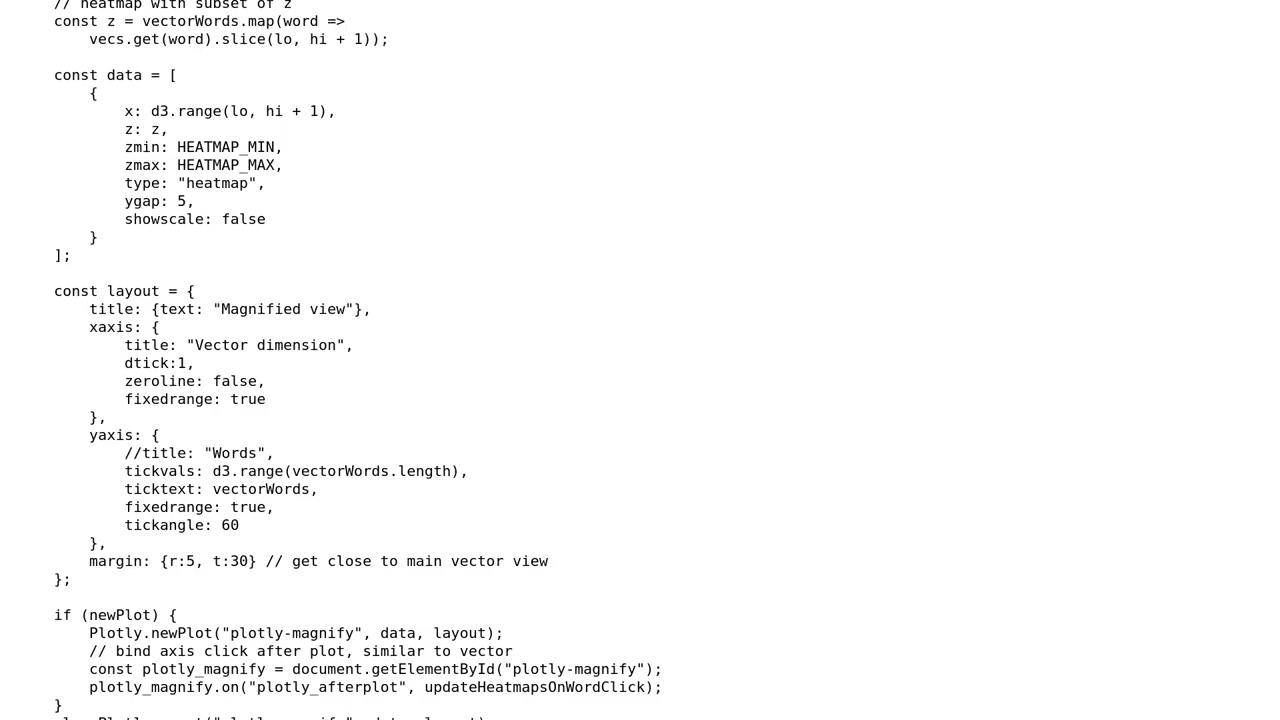 // heatmap with subset of z
const z = vectorWords.map(word =>
    vecs.get(word).slice(lo, hi + 1));

const data = [
    {
        x: d3.range(lo, hi + 1),
        z: z,
        zmin: HEATMAP_MIN,
        zmax: HEATMAP_MAX,
        type: "heatmap",
        ygap: 5,
        showscale: false
    }
];

const layout = {
    title: {text: "Magnified view"},
    xaxis: {
        title: "Vector dimension",
        dtick:1,
        zeroline: false,
        fixedrange: true
    },
    yaxis: {
        //title: "Words",
        tickvals: d3.range(vectorWords.length),
        ticktext: vectorWords,
        fixedrange: true,
        tickangle: 60
    },
    margin: {r:5, t:30} // get close to main vector view
};

if (newPlot) {
    Plotly.newPlot("plotly-magnify", data, layout);
    // bind axis click after plot, similar to vector
    const plotly_magnify = document.getElementById("plotly-magnify");
    plotly_magnify.on("plotly_afterplot", updateHeatmapsOnWordClick);
}